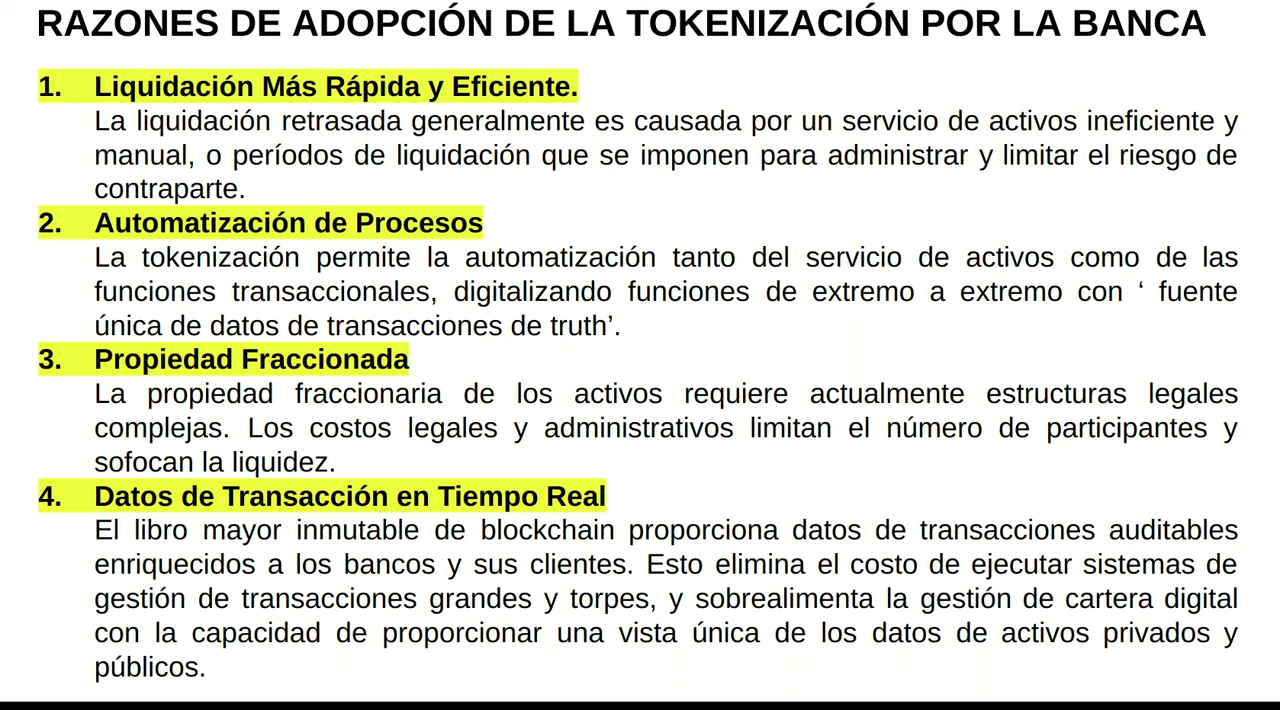 RAZONES DE ADOPCIÓN DE LA TOKENIZACIÓN POR LA BANCA
1. Liquidación Más Rápida y Eficiente.
La liquidación retrasada generalmente es causada por un servicio de activos ineficiente y
manual, o períodos de liquidación que se imponen para administrar y limitar el riesgo de
contraparte.
2. Automatización de Procesos
La tokenización permite la automatización tanto del servicio de activos como de las
funciones transaccionales, digitalizando funciones de extremo a extremo con ‘ fuente
única de datos de transacciones de truth’.
3. Propiedad Fraccionada
La propiedad fraccionaria de los activos requiere actualmente estructuras legales
complejas. Los costos legales y administrativos limitan el número de participantes y
sofocan la liquidez.
4. Datos de Transacción en Tiempo Real
El libro mayor inmutable de blockchain proporciona datos de transacciones auditables
enriquecidos a los bancos y sus clientes. Esto elimina el costo de ejecutar sistemas de
gestión de transacciones grandes y torpes, y sobrealimenta la gestión de cartera digital
con la capacidad de proporcionar una vista única de los datos de activos privados y
públicos.